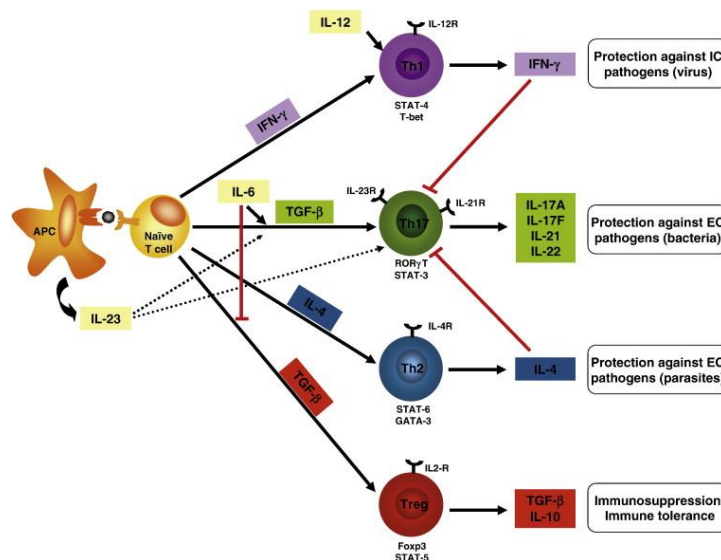 IL-12
IL-12R
Th1
STAT-4
T-bet
IFN-γ
IFN-γ
Protection against IC
pathogens (virus)
APC
Naïve
T cell
IL-6
TGF-β
IL-23R
IL-21R
Th17
RORγT
STAT-3
IL-17A
IL-17F
IL-21
IL-22
Protection against EC
pathogens (bacteria)
IL-23
IL-4
IL-4R
Th2
STAT-6
GATA-3
IL-4
Protection against EC
pathogens (parasites)
TGF-β
IL2-R
Treg
Foxp3
STAT-5
TGF-β
IL-10
Immunosuppression
Immune tolerance